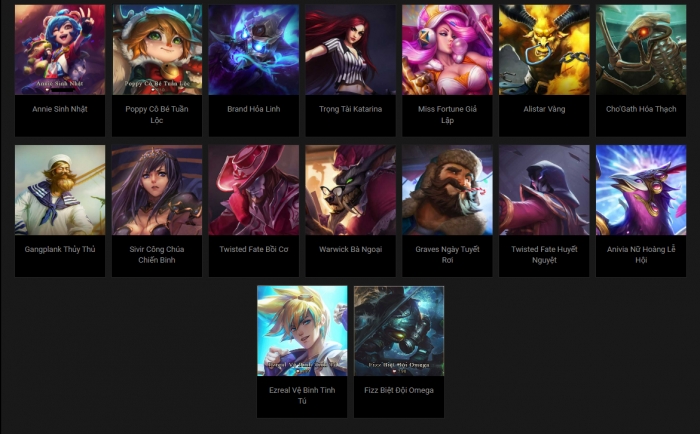 Annie Sinh Nhật
Poppy Cô Bé Tuần Lộc
Annie Sinh Nhật
Poppy Cô Bé Tuần
Lộc
Brand Hỏa Linh
Trọng Tài Katarina
Miss Fortune Giả
Lập
Alistar Vàng
Cho'Gath Hóa Thạch
Gangplank Thủy Thủ
Sivir Công Chúa
Chiến Binh
Twisted Fate Bồi Cơ
Warwick Bà Ngoại
Graves Ngày Tuyết
Rơi
Twisted Fate Huyết
Nguyệt
Anivia Nữ Hoàng Lễ
Hội
Ezreal Vệ Binh Tinh Tú
Fizz Biệt Đội Omega
Ezreal Vệ Binh Tinh
Tú
Fizz Biệt Đội Omega